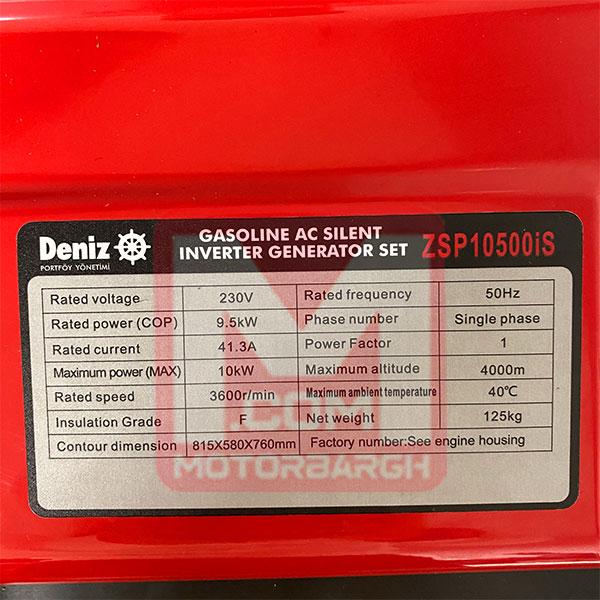 Deniz
PORTFÖY YÖNETİMİ
GASOLINE AC SILENT
INVERTER GENERATOR SET
ZSP10500iS
Rated voltage 230V Rated frequency 50Hz
Rated power (COP) 9.5kW Phase number Single phase
Rated current 41.3A Power Factor 1
Maximum power (MAX) 10kW Maximum altitude 4000m
Rated speed 3600r/min Maximum ambient temperature 40℃
Insulation Grade F Net weight 125kg
Contour dimension 815X580X760mm Factory number:See engine housing
.COM
MOTORBARGH